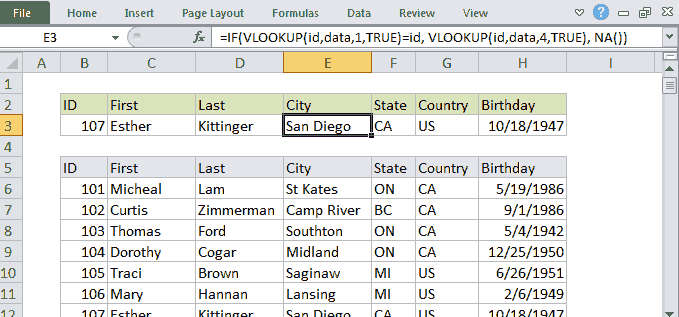 File Home Insert Page Layout Formulas Data Review View
E3 fx =IF(VLOOKUP(id,data,1,TRUE)=id, VLOOKUP(id,data,4,TRUE), NA())
A B C D E F G H I
1
2 ID First Last City State Country Birthday
3 107 Esther Kittinger San Diego CA US 10/18/1947
4
5 ID First Last City State Country Birthday
6 101 Micheal Lam St Kates ON CA 5/19/1986
7 102 Curtis Zimmerman Camp River BC CA 9/1/1986
8 103 Thomas Ford Southton ON CA 5/4/1942
9 104 Dorothy Cogar Midland ON CA 12/25/1950
10 105 Traci Brown Saginaw MI US 6/26/1951
11 106 Mary Hannan Lansing MI US 2/6/1949
12 107 Esther Kittinger San Diego CA US 10/18/1947